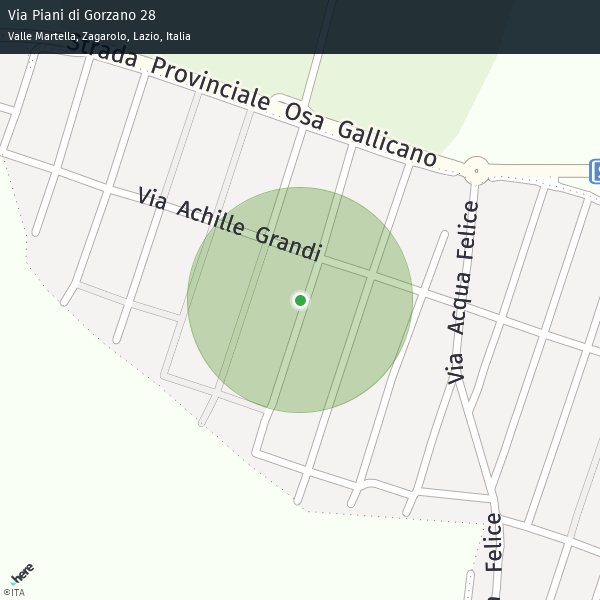 Via Piani di Gorzano 28
Valle Martella, Zagarolo, Lazio, Italia
Strada Provinciale Osa Gallicano
Via Achille Grandi
Via Acqua Felice
Felice
here
©ITA